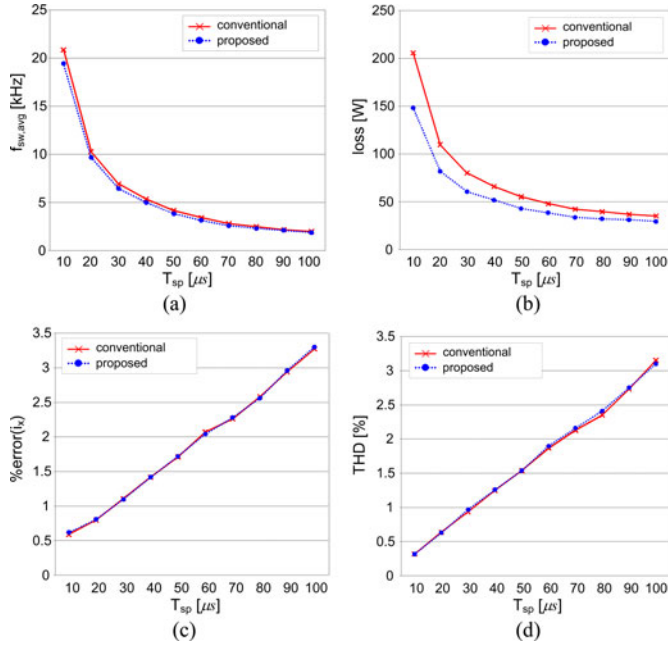 25
20
15
10
5
0
f_sw,avg [kHz]
conventional
proposed
10 20 30 40 50 60 70 80 90 100
T_sp [μs]
(a)
250
200
150
100
50
0
loss [W]
conventional
proposed
10 20 30 40 50 60 70 80 90 100
T_sp [μs]
(b)
3.5
3
2.5
2
1.5
1
0.5
0
%error(i_x)
conventional
proposed
10 20 30 40 50 60 70 80 90 100
T_sp [μs]
(c)
3.5
3
2.5
2
1.5
1
0.5
0
THD [%]
conventional
proposed
10 20 30 40 50 60 70 80 90 100
T_sp [μs]
(d)